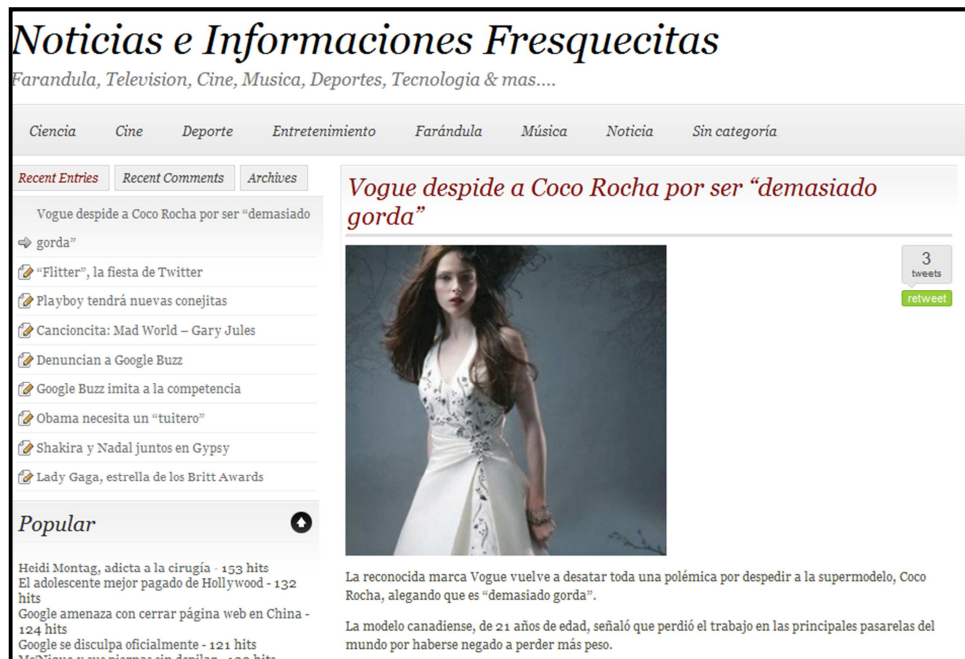 Noticias e Informaciones Fresquecitas
Farandula, Television, Cine, Musica, Deportes, Tecnologia & mas....
Ciencia Cine Deporte Entretenimiento Farándula Música Noticia Sin categoría
Recent Entries Recent Comments Archives
Vogue despide a Coco Rocha por ser “demasiado
gorda”
“Flitter”, la fiesta de Twitter
Playboy tendrá nuevas conejitas
Cancioncita: Mad World – Gary Jules
Denuncian a Google Buzz
Google Buzz imita a la competencia
Obama necesita un “tuitero”
Shakira y Nadal juntos en Gypsy
Lady Gaga, estrella de los Britt Awards
Popular
Heidi Montag, adicta a la cirugía - 153 hits
El adolescente mejor pagado de Hollywood - 132
hits
Google amenaza con cerrar página web en China -
124 hits
Google se disculpa oficialmente - 121 hits
Vogue despide a Coco Rocha por ser “demasiado
gorda”
3
tweets
retweet
La reconocida marca Vogue vuelve a desatar toda una polémica por despedir a la supermodelo, Coco
Rocha, alegando que es “demasiado gorda”.
La modelo canadiense, de 21 años de edad, señaló que perdió el trabajo en las principales pasarelas del
mundo por haberse negado a perder más peso.